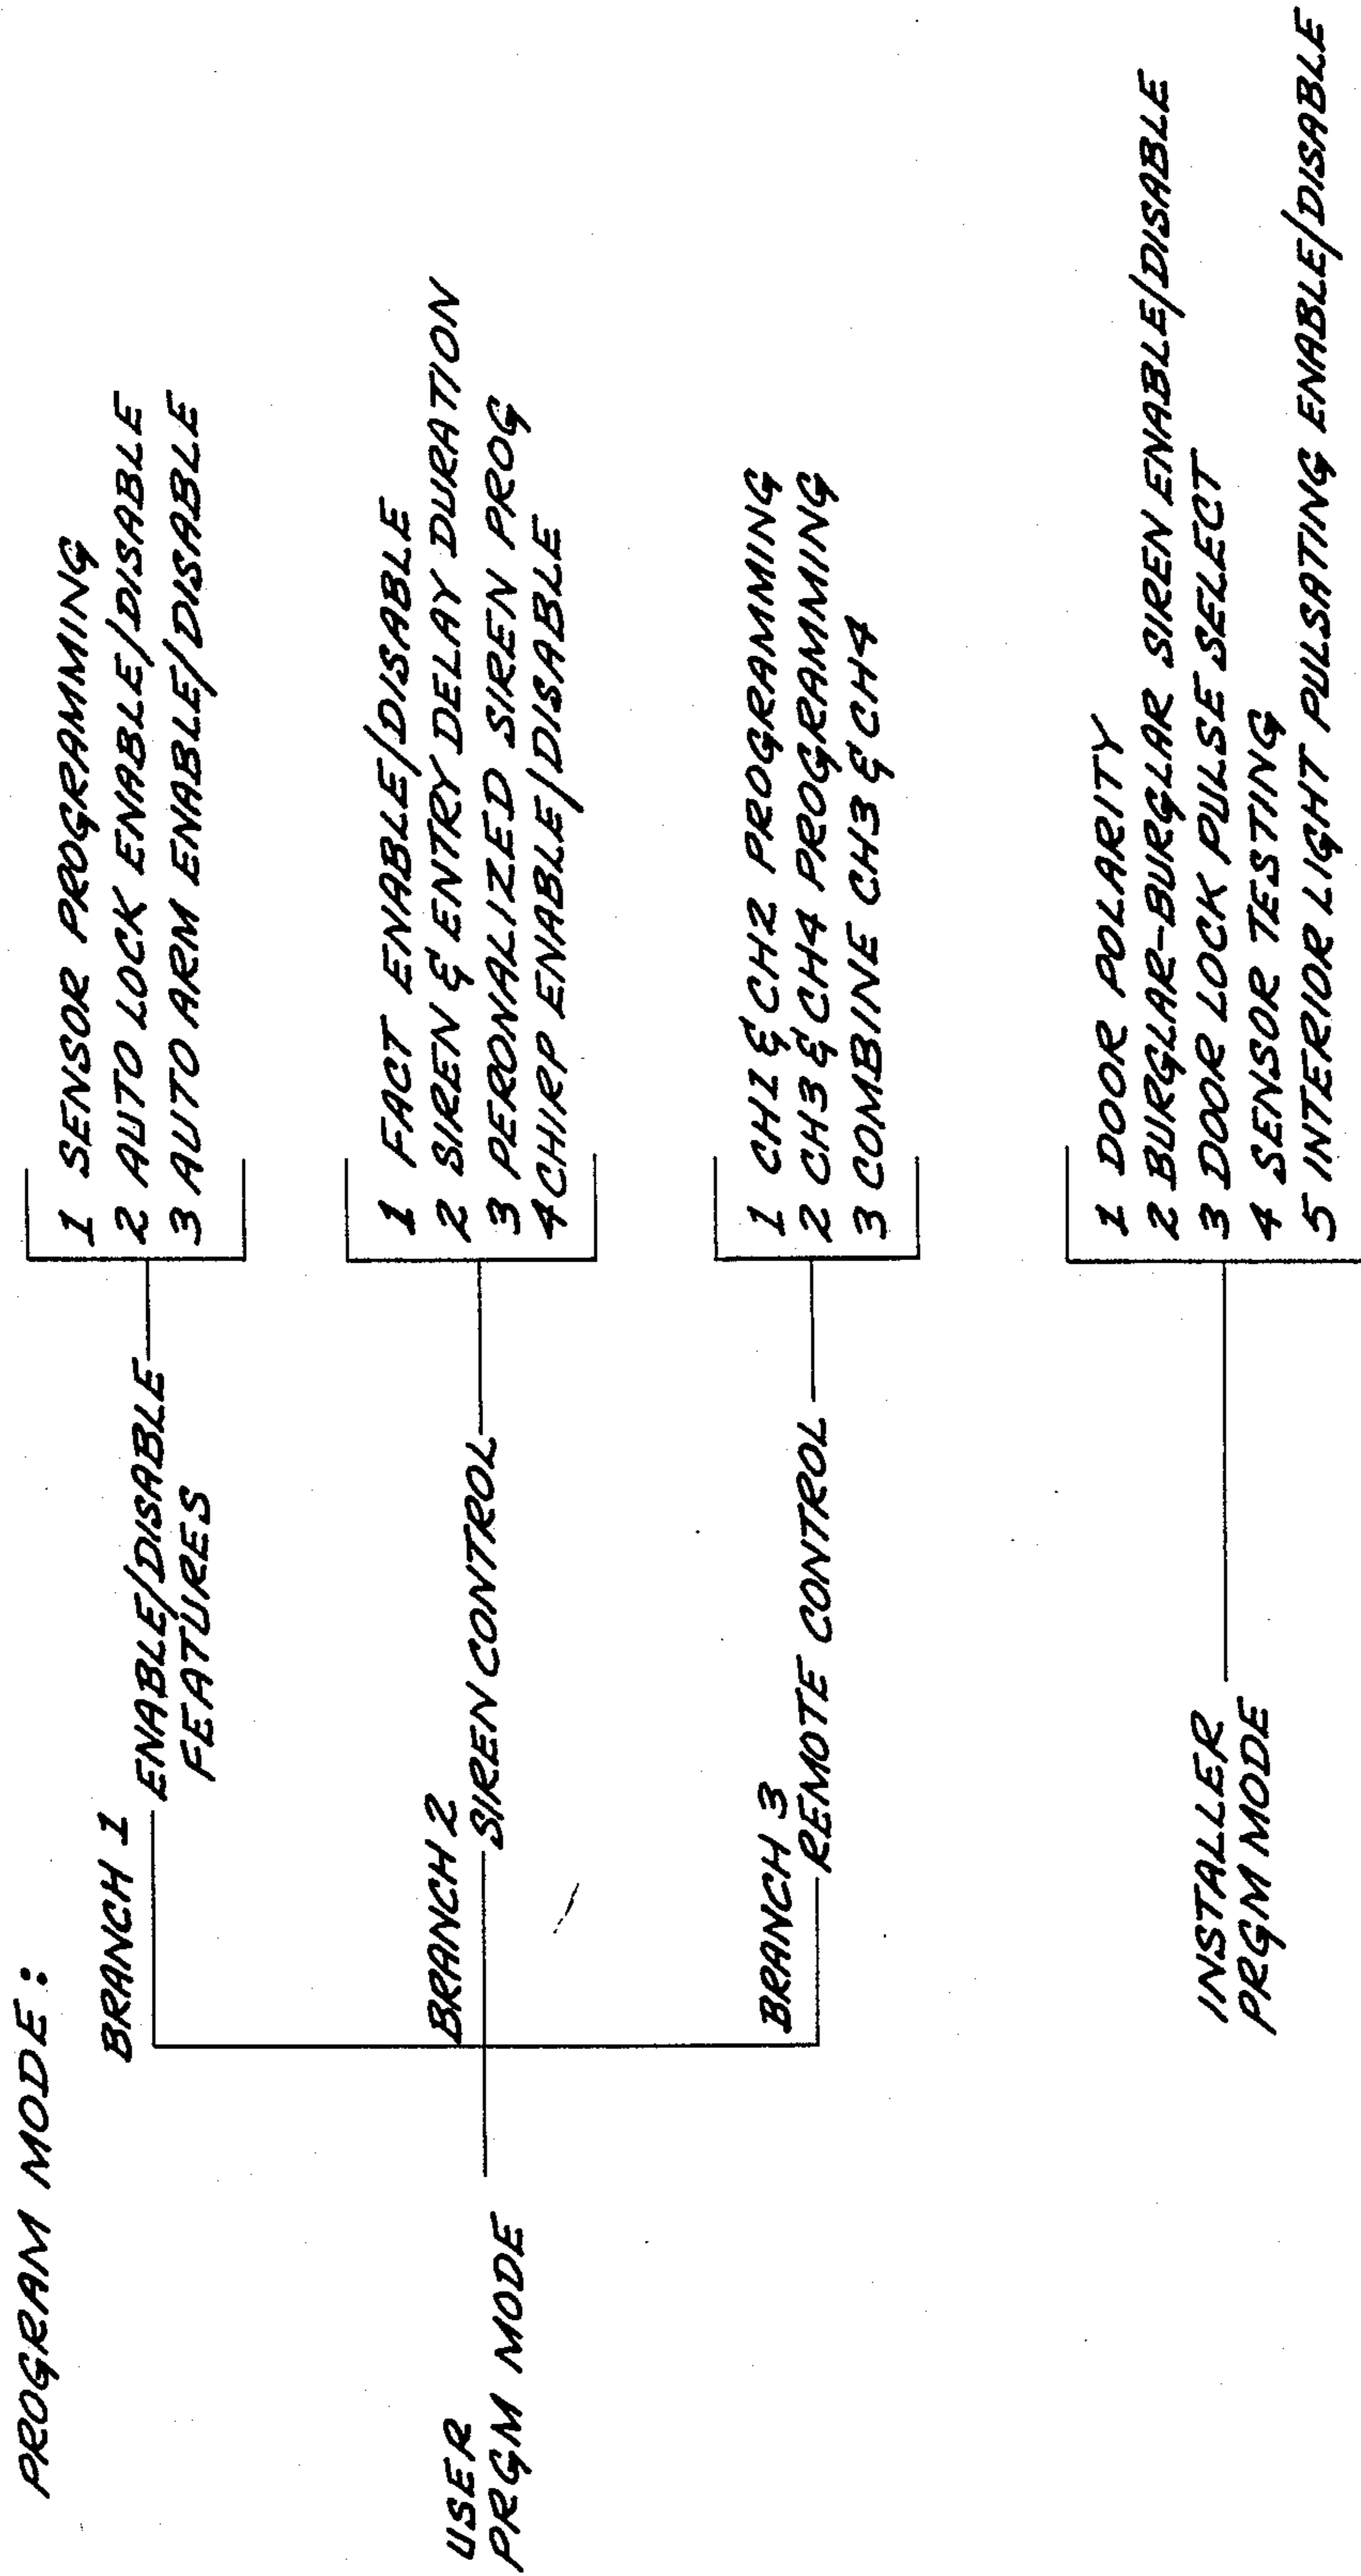 PROGRAM MODE:
USER
PRGM MODE
BRANCH 1
ENABLE/DISABLE
FEATURES
1 SENSOR PROGRAMMING
2 AUTO LOCK ENABLE/DISABLE
3 AUTO ARM ENABLE/DISABLE
BRANCH 2
SIREN CONTROL
1 FACT ENABLE/DISABLE
2 SIREN & ENTRY DELAY DURATION
3 PERONALIZED SIREN PROG
4 CHIRP ENABLE/DISABLE
BRANCH 3
REMOTE CONTROL
1 CH1 & CH2 PROGRAMMING
2 CH3 & CH4 PROGRAMMING
3 COMBINE CH3 & CH4
INSTALLER
PRGM MODE
1 DOOR POLARITY
2 BURGLAR-BURGLAR SIREN ENABLE/DISABLE
3 DOOR LOCK PULSE SELECT
4 SENSOR TESTING
5 INTERIOR LIGHT PULSATING ENABLE/DISABLE